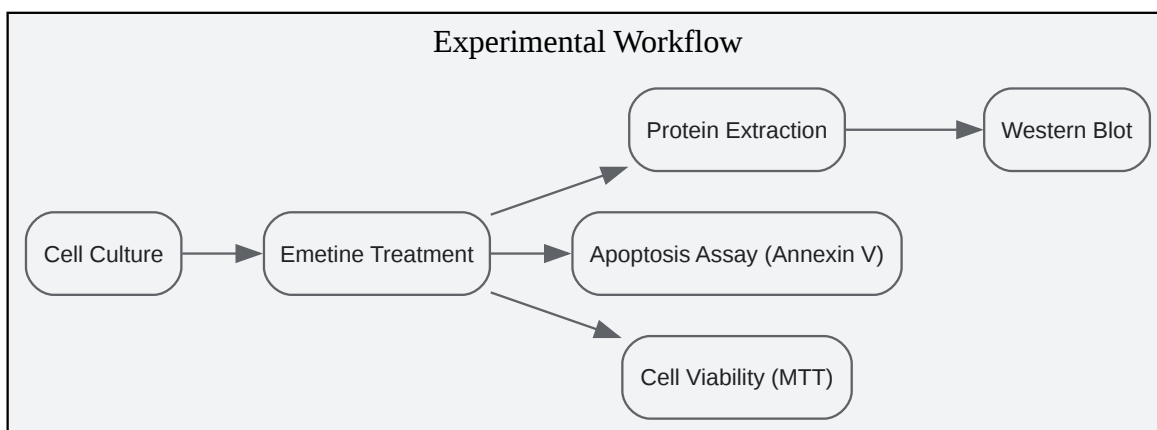 Experimental Workflow
Protein Extraction
Western Blot
Cell Culture
Emetine Treatment
Apoptosis Assay (Annexin V)
Cell Viability (MTT)